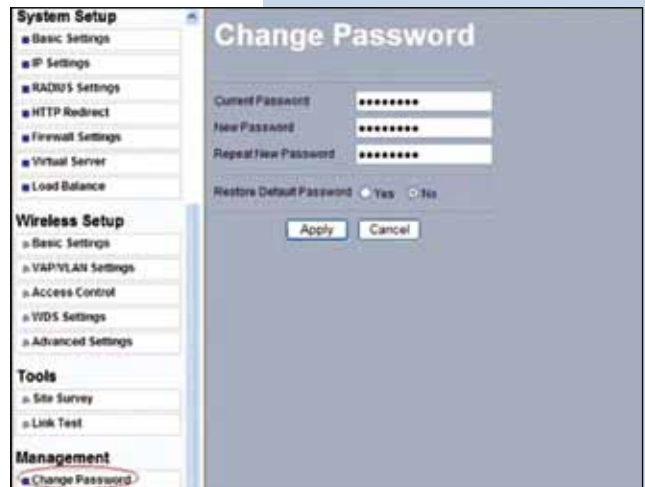 System Setup
Basic Settings
IP Settings
RADIUS Settings
HTTP Redirect
Firewall Settings
Virtual Server
Load Balance
Wireless Setup
Basic Settings
VAP/VLAN Settings
Access Control
WDS Settings
Advanced Settings
Tools
Site Survey
Link Test
Management
Change Password
Change Password
Current Password ••••••••
New Password ••••••••
Repeat New Password ••••••••
Restore Default Password Yes No
Apply Cancel